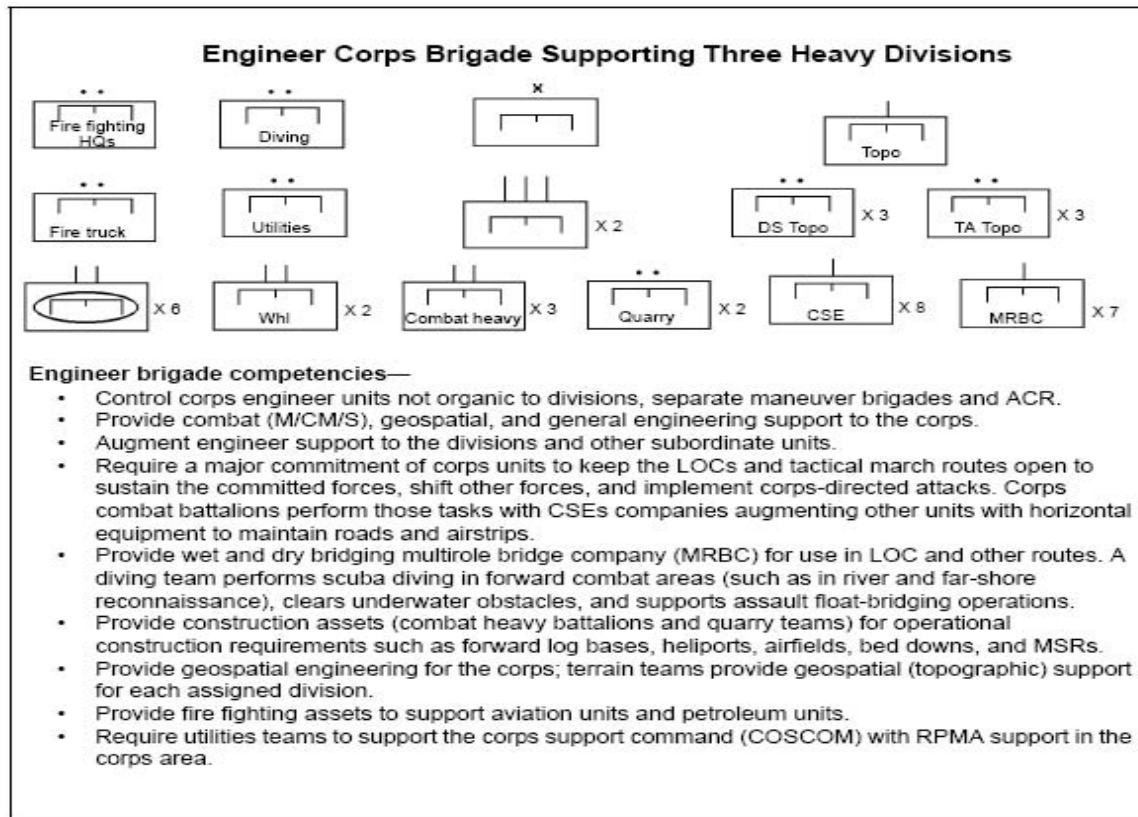 Engineer Corps Brigade Supporting Three Heavy Divisions
X
Fire fighting
HQs
Diving
Topo
Fire truck
Utilities
X 2
DS Topo
X 3
TA Topo
X 3
X 6
Whl
X 2
Combat heavy
X 3
Quarry
X 2
CSE
X 8
MRBC
X 7
Engineer brigade competencies—
• Control corps engineer units not organic to divisions, separate maneuver brigades and ACR.
• Provide combat (M/CM/S), geospatial, and general engineering support to the corps.
• Augment engineer support to the divisions and other subordinate units.
• Require a major commitment of corps units to keep the LOCs and tactical march routes open to
sustain the committed forces, shift other forces, and implement corps-directed attacks. Corps
combat battalions perform those tasks with CSEs companies augmenting other units with horizontal
equipment to maintain roads and airstrips.
• Provide wet and dry bridging multirole bridge company (MRBC) for use in LOC and other routes. A
diving team performs scuba diving in forward combat areas (such as in river and far-shore
reconnaissance), clears underwater obstacles, and supports assault float-bridging operations.
• Provide construction assets (combat heavy battalions and quarry teams) for operational
construction requirements such as forward log bases, heliports, airfields, bed downs, and MSRs.
• Provide geospatial engineering for the corps; terrain teams provide geospatial (topographic) support
for each assigned division.
• Provide fire fighting assets to support aviation units and petroleum units.
• Require utilities teams to support the corps support command (COSCOM) with RPMA support in the
corps area.